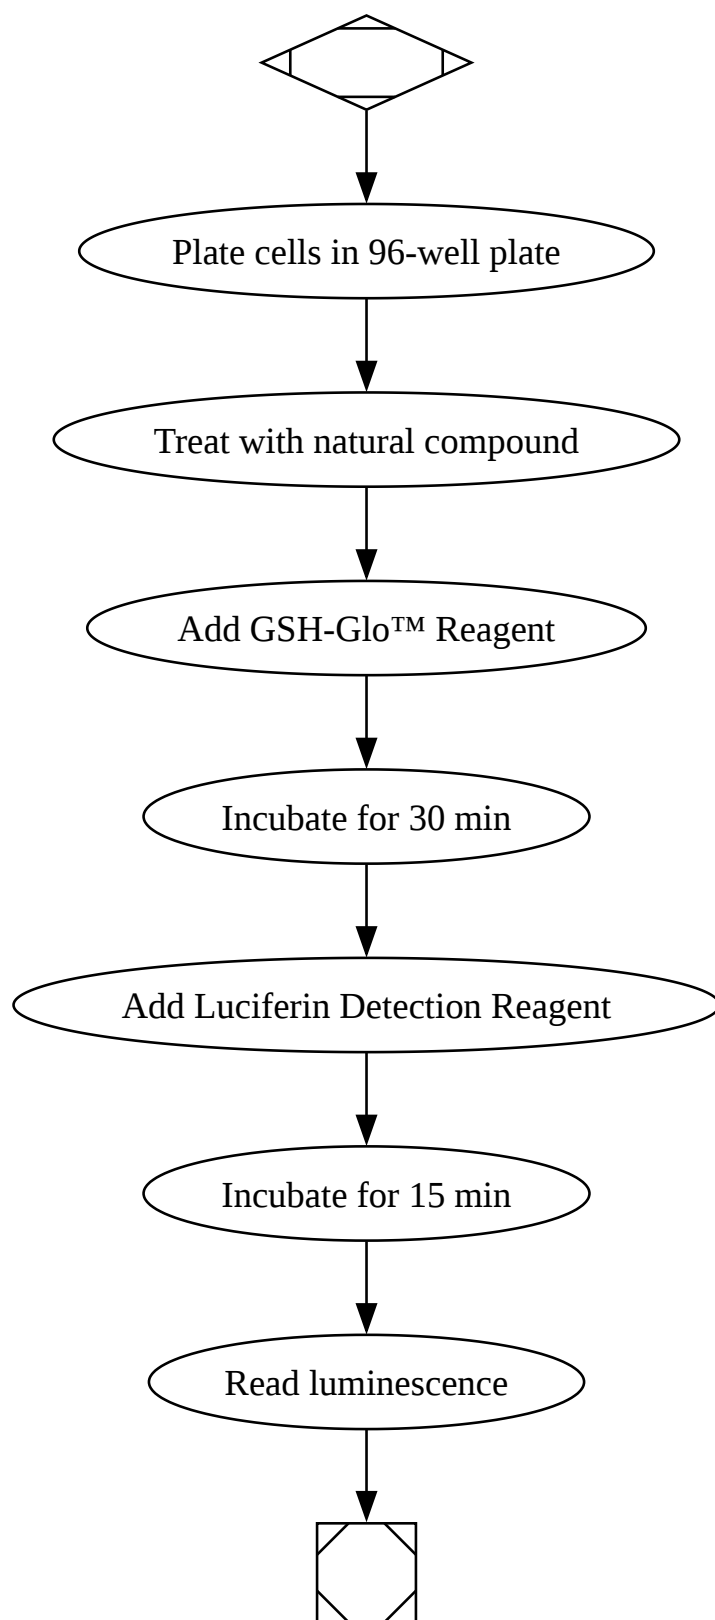 Plate cells in 96-well plate
Treat with natural compound
Add GSH-Glo™ Reagent
Incubate for 30 min
Add Luciferin Detection Reagent
Incubate for 15 min
Read luminescence